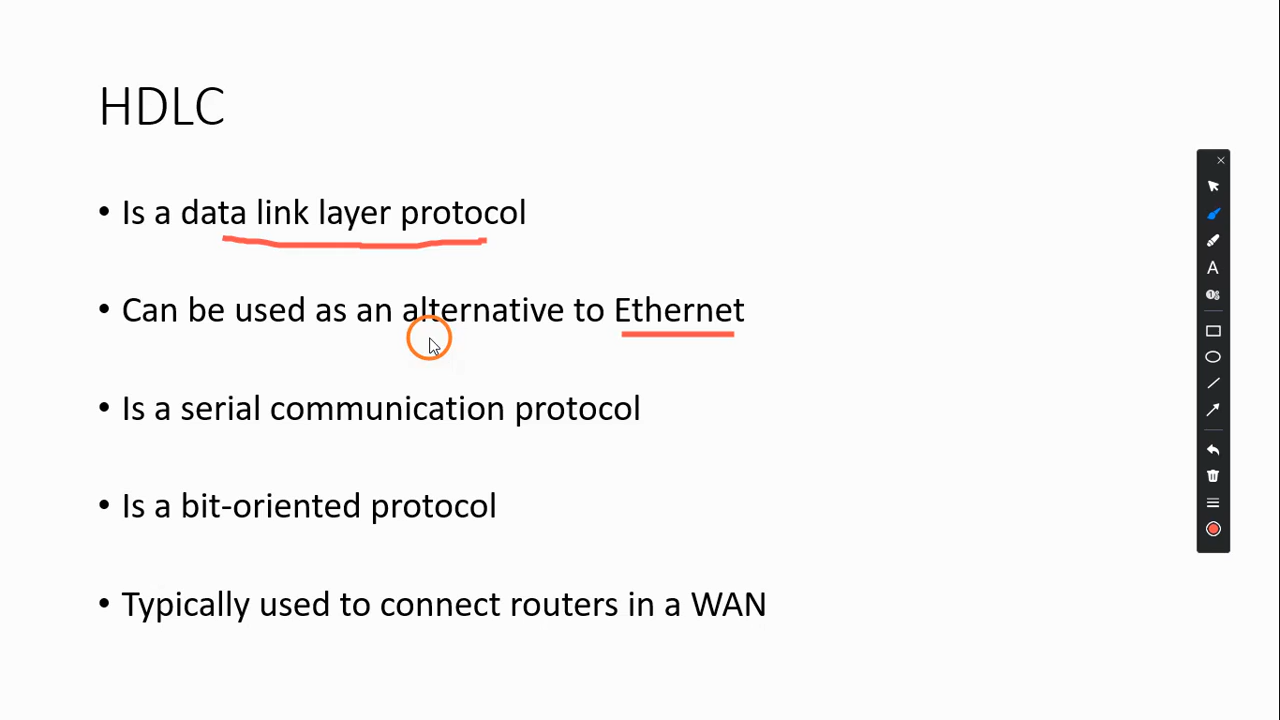 HDLC
• Is a data link layer protocol
• Can be used as an alternative to Ethernet
• Is a serial communication protocol
• Is a bit-oriented protocol
• Typically used to connect routers in a WAN
A